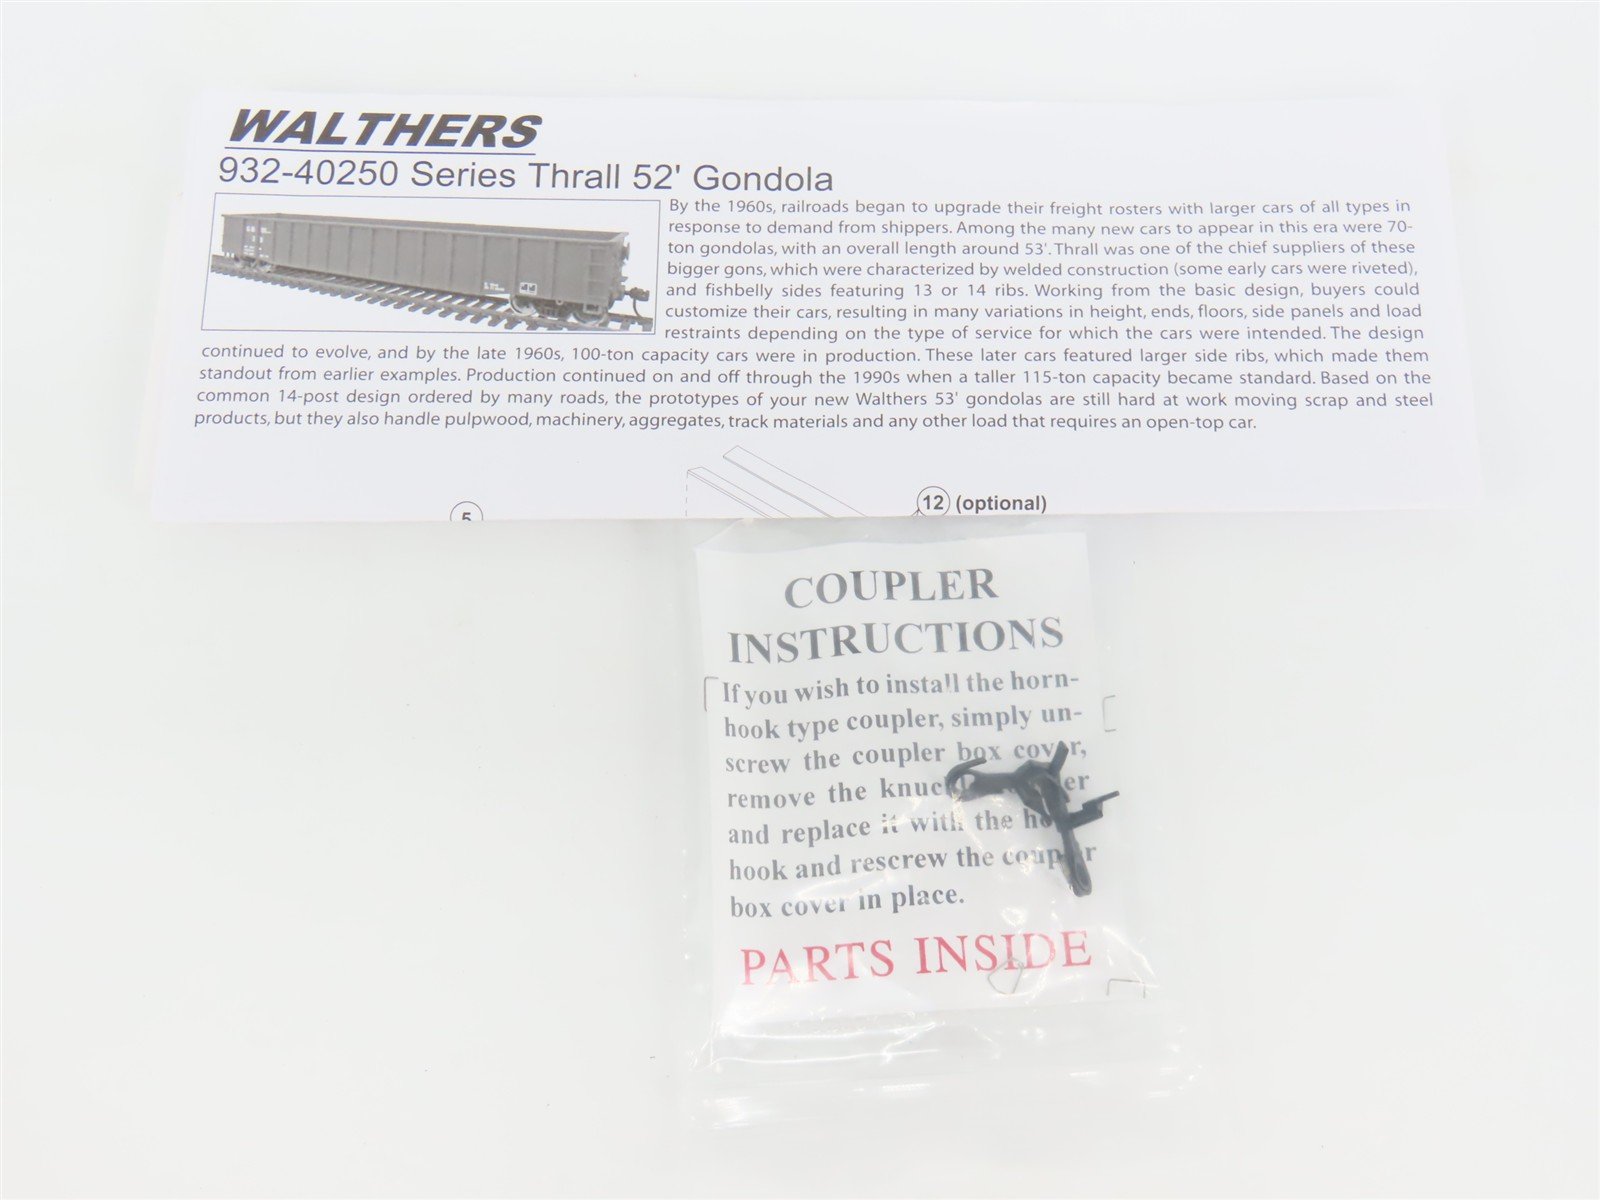 WALTHERS
932-40250 Series Thrall 52' Gondola
By the 1960s, railroads began to upgrade their freight rosters with larger cars of all types in
response to demand from shippers. Among the many new cars to appear in this era were 70-
ton gondolas, with an overall length around 53'. Thrall was one of the chief suppliers of these
bigger gons, which were characterized by welded construction (some early cars were riveted),
and fishbelly sides featuring 13 or 14 ribs. Working from the basic design, buyers could
customize their cars, resulting in many variations in height, ends, floors, side panels and load
restraints depending on the type of service for which the cars were intended. The design
continued to evolve, and by the late 1960s, 100-ton capacity cars were in production. These later cars featured larger side ribs, which made them
standout from earlier examples. Production continued on and off through the 1990s when a taller 115-ton capacity became standard. Based on the
common 14-post design ordered by many roads, the prototypes of your new Walthers 53' gondolas are still hard at work moving scrap and steel
products, but they also handle pulpwood, machinery, aggregates, track materials and any other load that requires an open-top car.
5
12 (optional)
COUPLER
INSTRUCTIONS
If you wish to install the horn-
hook type coupler, simply un-
screw the coupler box cover,
remove the knuckle coupler
and replace it with the horn
hook and rescrew the coupler
box cover in place.
PARTS INSIDE